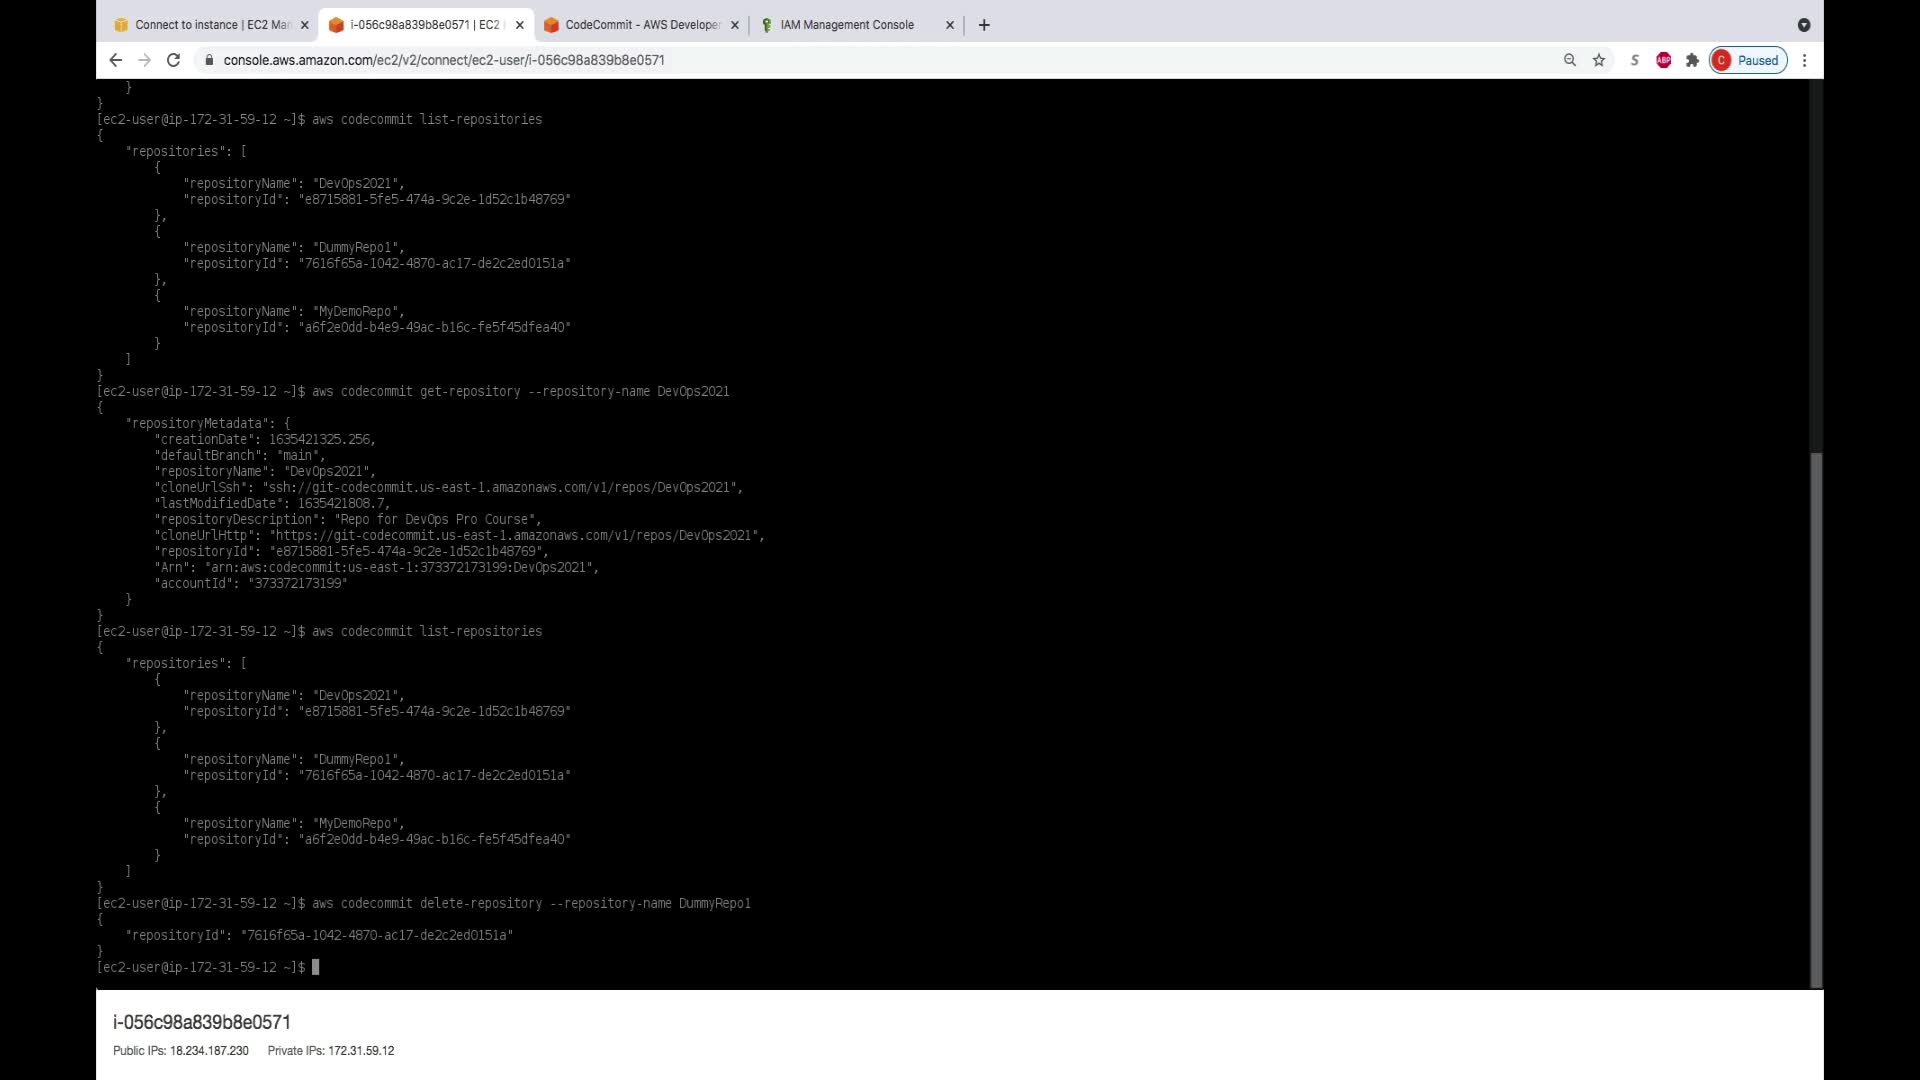 Connect to instance | EC2 Man
i-056c98a839b8e0571 | EC2
CodeCommit - AWS Developer
IAM Management Console
console.aws.amazon.com/ec2/v2/connect/ec2-user/i-056c98a839b8e0571
S
ABP
C
Paused
}
}
[ec2-user@ip-172-31-59-12 ~]$ aws codecommit list-repositories
{
"repositories": [
{
"repositoryName": "DevOps2021",
"repositoryId": "e8715881-5fe5-474a-9c2e-1d52c1b48769"
},
{
"repositoryName": "DummyRepo1",
"repositoryId": "7616f65a-1042-4870-ac17-de2c2ed0151a"
},
{
"repositoryName": "MyDemoRepo",
"repositoryId": "a6f2e0dd-b4e9-49ac-b16c-fe5f45dfea40"
}
]
}
[ec2-user@ip-172-31-59-12 ~]$ aws codecommit get-repository --repository-name DevOps2021
{
"repositoryMetadata": {
"creationDate": 1635421325.256,
"defaultBranch": "main",
"repositoryName": "DevOps2021",
"cloneUrlSsh": "ssh://git-codecommit.us-east-1.amazonaws.com/v1/repos/DevOps2021",
"lastModifiedDate": 1635421808.7,
"repositoryDescription": "Repo for DevOps Pro Course",
"cloneUrlHttp": "https://git-codecommit.us-east-1.amazonaws.com/v1/repos/DevOps2021",
"repositoryId": "e8715881-5fe5-474a-9c2e-1d52c1b48769",
"Arn": "arn:aws:codecommit:us-east-1:373372173199:DevOps2021",
"accountId": "373372173199"
}
}
[ec2-user@ip-172-31-59-12 ~]$ aws codecommit list-repositories
{
"repositories": [
{
"repositoryName": "DevOps2021",
"repositoryId": "e8715881-5fe5-474a-9c2e-1d52c1b48769"
},
{
"repositoryName": "DummyRepo1",
"repositoryId": "7616f65a-1042-4870-ac17-de2c2ed0151a"
},
{
"repositoryName": "MyDemoRepo",
"repositoryId": "a6f2e0dd-b4e9-49ac-b16c-fe5f45dfea40"
}
]
}
[ec2-user@ip-172-31-59-12 ~]$ aws codecommit delete-repository --repository-name DummyRepo1
{
"repositoryId": "7616f65a-1042-4870-ac17-de2c2ed0151a"
}
[ec2-user@ip-172-31-59-12 ~]$
i-056c98a839b8e0571
Public IPs: 18.234.187.230 Private IPs: 172.31.59.12